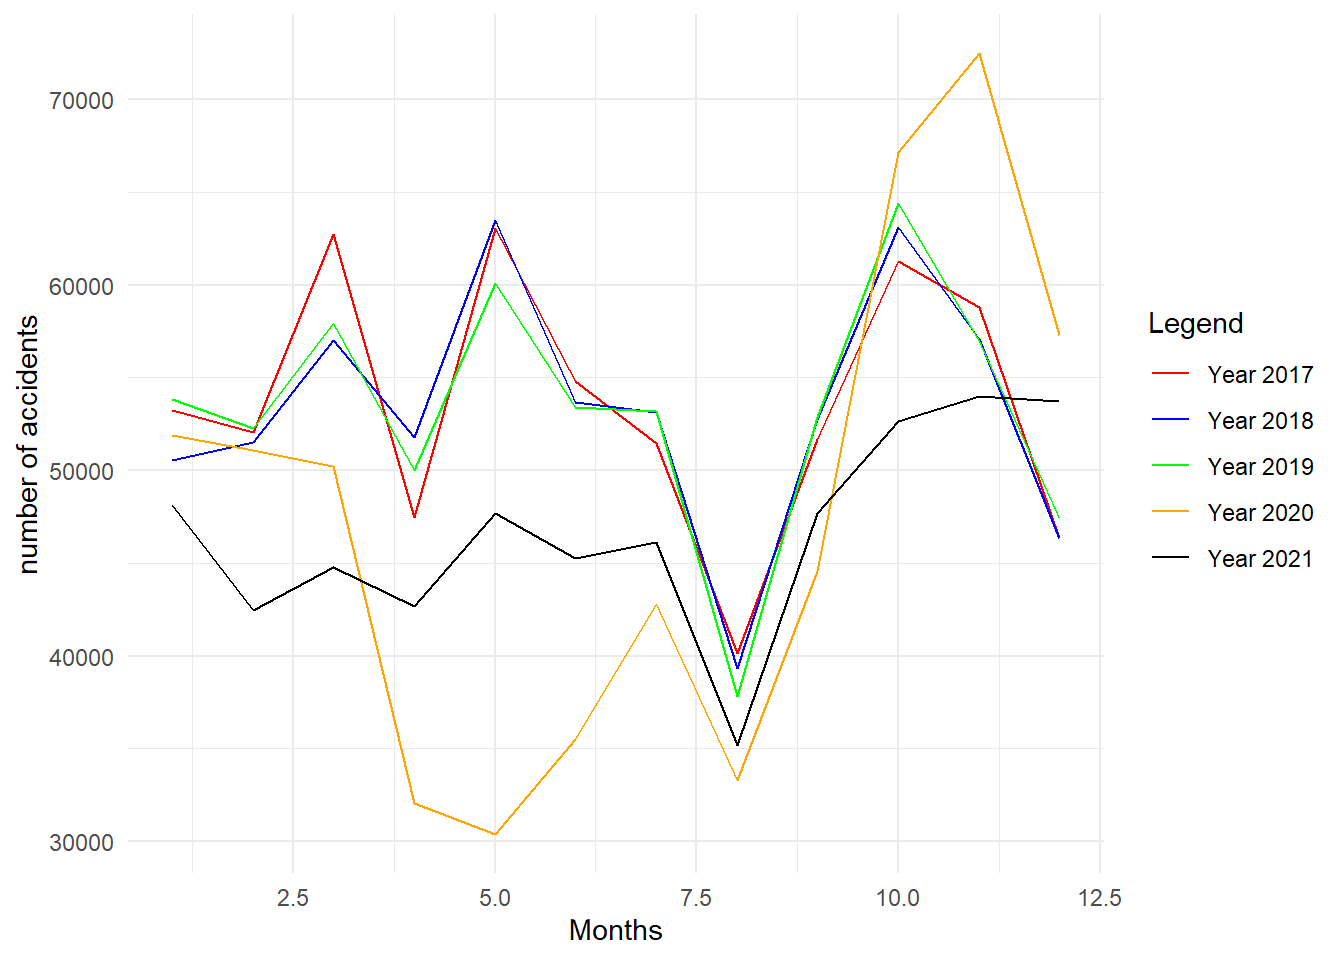 70000
60000
50000
40000
30000
number of accidents
2.5 5.0 7.5 10.0 12.5
Months
Legend
Year 2017
Year 2018
Year 2019
Year 2020
Year 2021